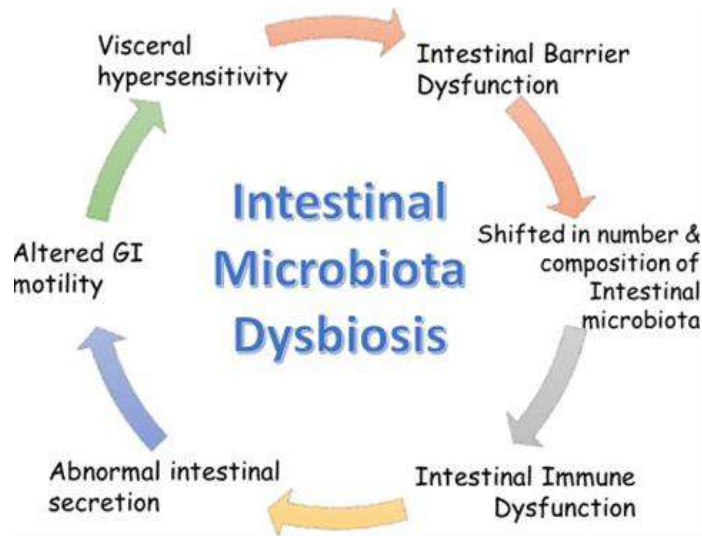 Visceral
hypersensitivity
Intestinal Barrier
Dysfunction
Intestinal
Microbiota
Dysbiosis
Shifted in number &
composition of
Intestinal
microbiota
Altered GI
motility
Abnormal intestinal
secretion
Intestinal Immune
Dysfunction